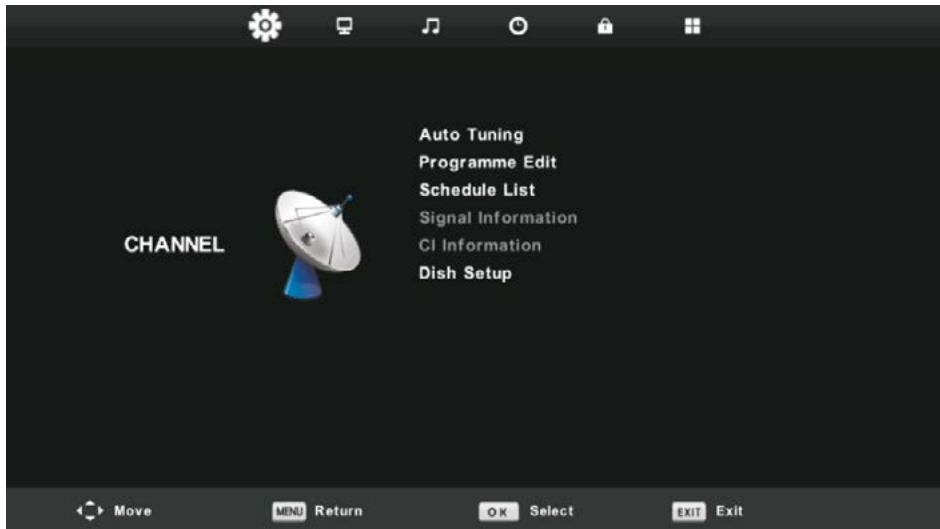 Auto Tuning
Programme Edit
Schedule List
Signal Information
CHANNEL
CI Information
Dish Setup
Move
MENU Return
OK Select
EXIT Exit